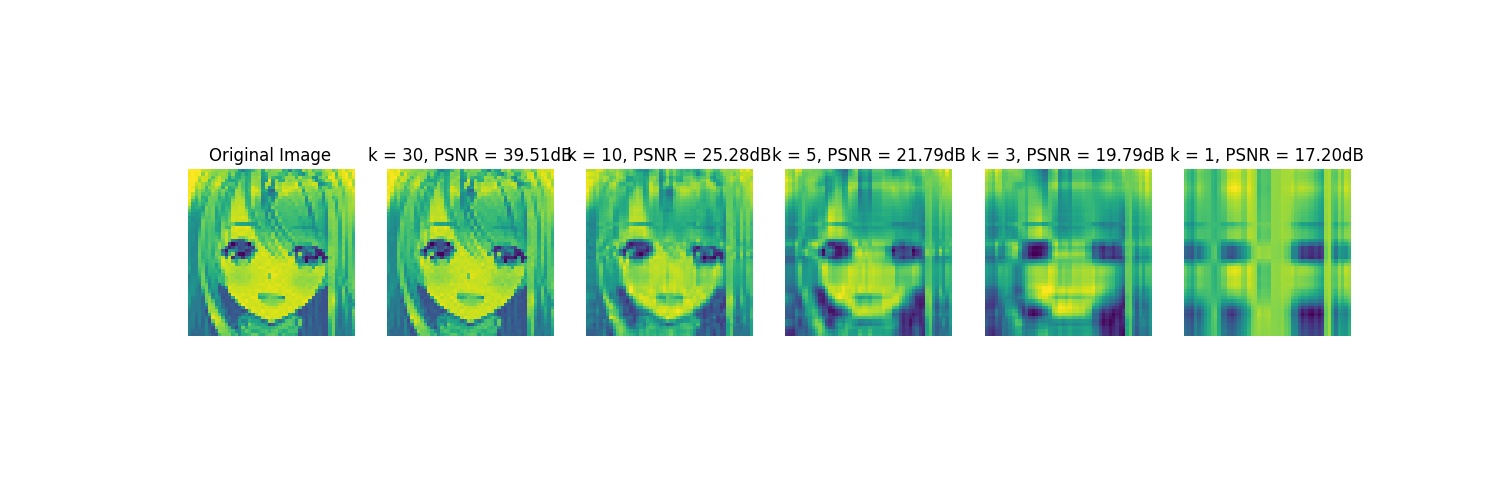 Original Image
k = 30, PSNR = 39.51dB
k = 10, PSNR = 25.28dB
k = 5, PSNR = 21.79dB
k = 3, PSNR = 19.79dB
k = 1, PSNR = 17.20dB